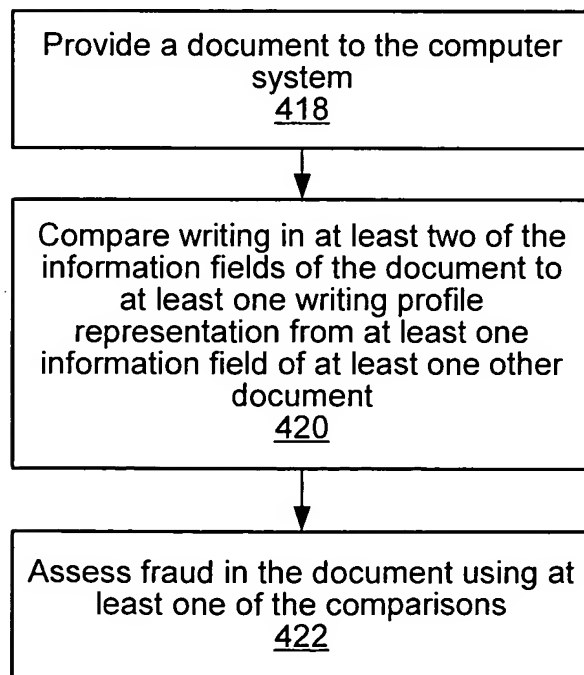 Provide a document to the computer
system
418
Compare writing in at least two of the
information fields of the document to
at least one writing profile
representation from at least one
information field of at least one other
document
420
Assess fraud in the document using at
least one of the comparisons
422